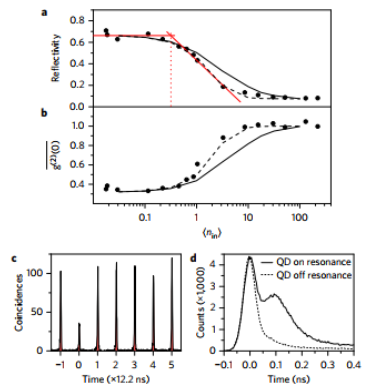 a
0.8
0.6
0.4
0.2
0.0
Reflectivity
b
1.0
0.8
0.6
0.4
g(2)(0)
0.1
1
10
100
⟨nin⟩
c
100
50
0
Coincidences
−1 0 1 2 3 4 5
Time (×12.2 ns)
d
QD on resonance
QD off resonance
5
4
3
2
1
0
Counts (×1,000)
−0.1 0.0 0.1 0.2 0.3 0.4
Time (ns)